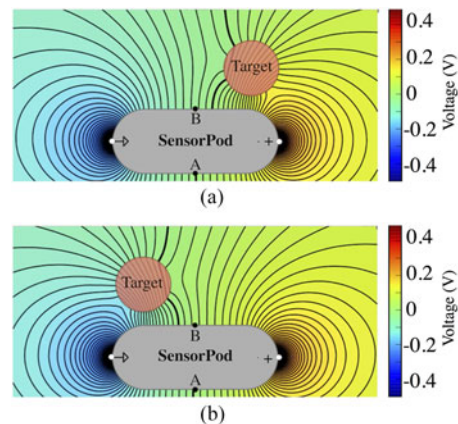 0.4
0.2
0
-0.2
-0.4
Voltage (V)
Target
B
SensorPod
+
A
(a)
0.4
0.2
0
-0.2
-0.4
Voltage (V)
Target
B
SensorPod
+
A
(b)